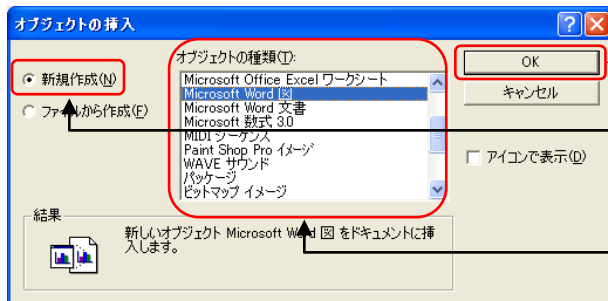 オブジェクトの挿入
オブジェクトの種類(T):
新規作成(N)
ファイルから作成(F)
Microsoft Office Excel ワークシート
Microsoft Word 図
Microsoft Word 文書
Microsoft 数式 3.0
MIDI シーケンス
Paint Shop Pro イメージ
WAVE サウンド
パッケージ
ビットマップ イメージ
OK
キャンセル
アイコンで表示(D)
結果
新しいオブジェクト Microsoft Word 図 をドキュメントに挿
入します。